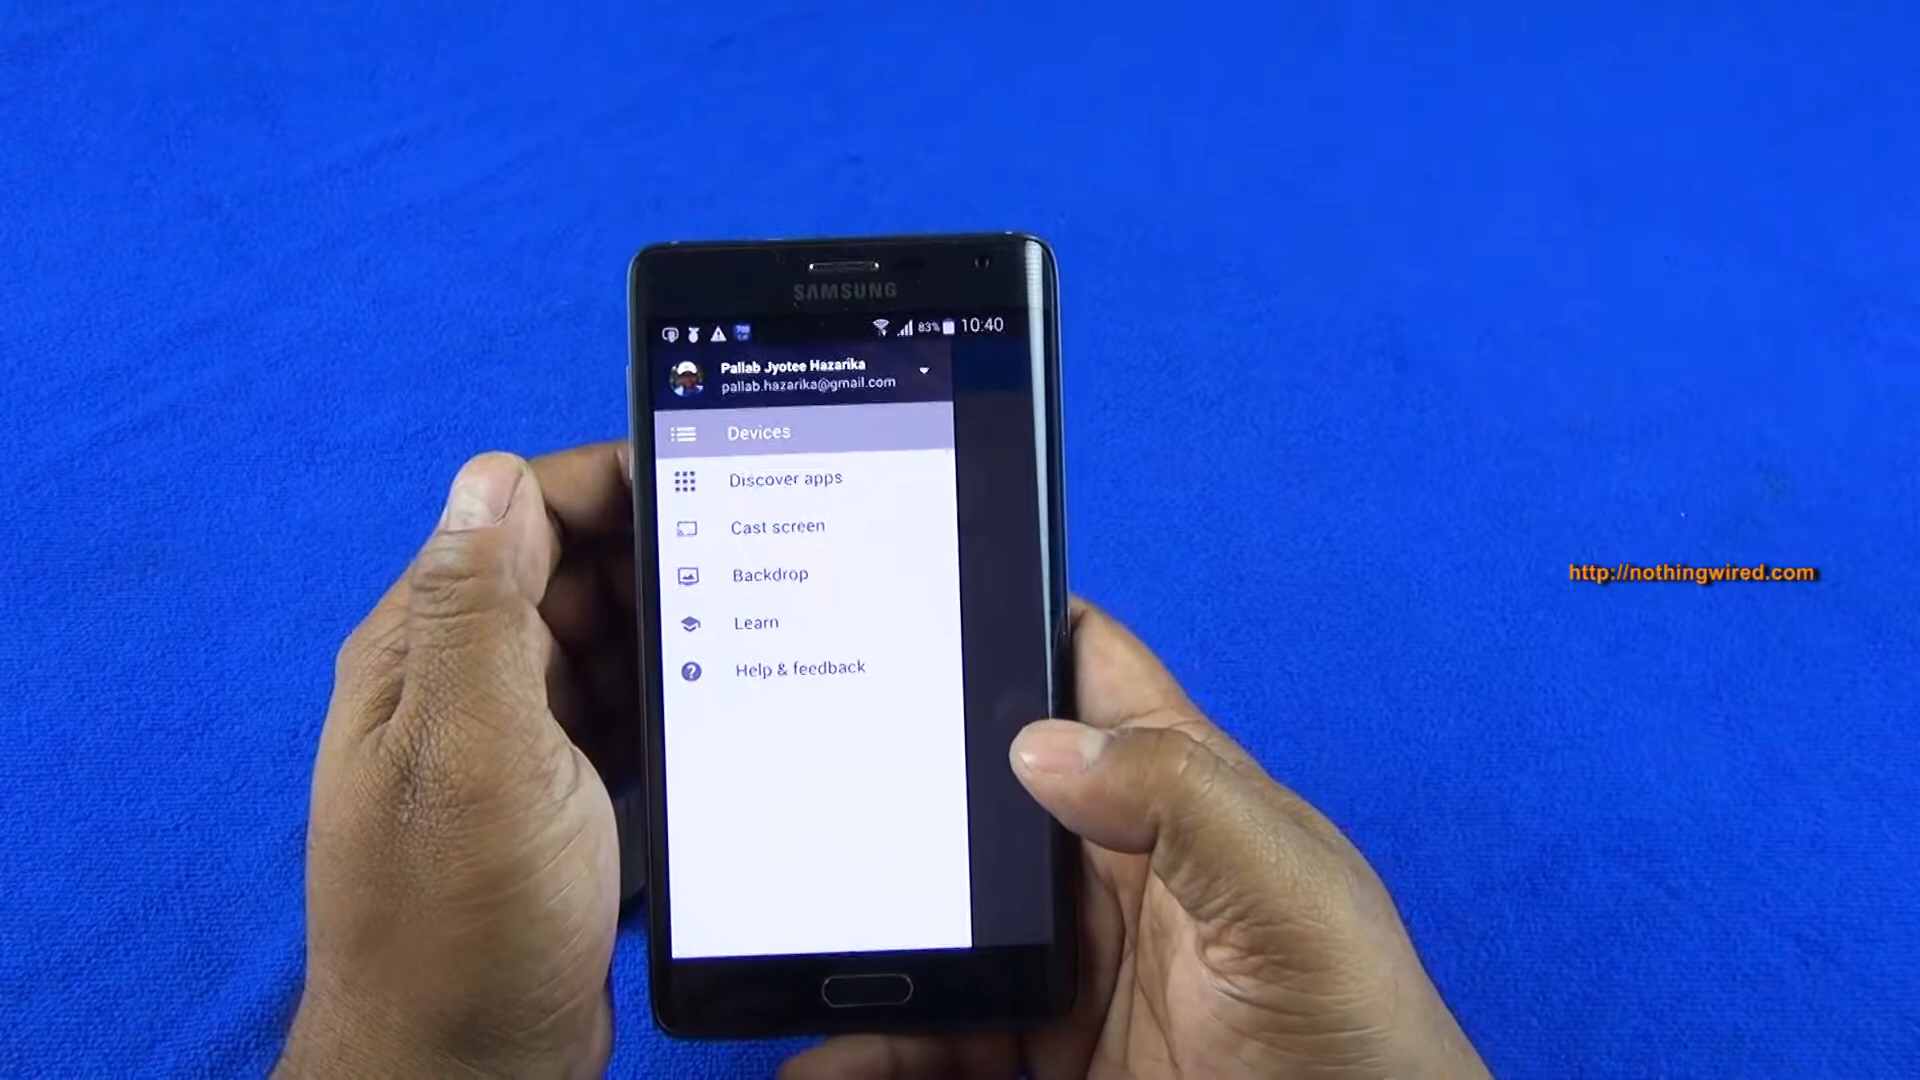 SAMSUNG
83% 10:40
Pallab Jyotee Hazarika
pallab.hazarika@gmail.com
Devices
Discover apps
Cast screen
Backdrop
Learn
Help & feedback
http://nothingwired.com